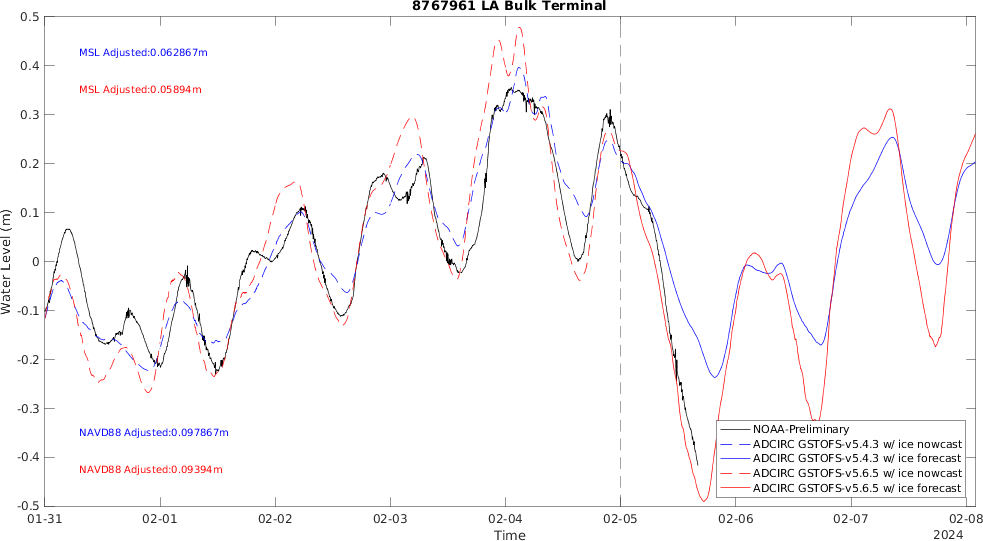 8767961 LA Bulk Terminal
0.5
0.4
0.3
0.2
0.1
0
-0.1
-0.2
-0.3
-0.4
-0.5
Water Level (m)
MSL Adjusted:0.062867m
MSL Adjusted:0.05894m
NAVD88 Adjusted:0.097867m
NAVD88 Adjusted:0.09394m
NOAA-Preliminary
ADCIRC GSTOFS-v5.4.3 w/ ice nowcast
ADCIRC GSTOFS-v5.4.3 w/ ice forecast
ADCIRC GSTOFS-v5.6.5 w/ ice nowcast
ADCIRC GSTOFS-v5.6.5 w/ ice forecast
01-31 02-01 02-02 02-03 02-04 02-05 02-06 02-07 02-08
Time
2024